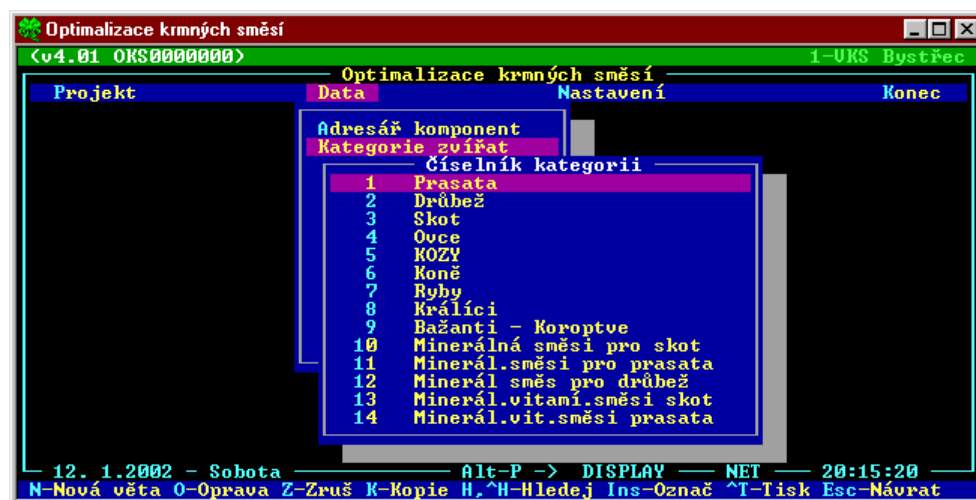 Optimalizace krmných směsí
(v4.01 OKS0000000) 1-VKS Bystřec
Optimalizace krmných směsí
Projekt Data Nastavení Konec
Adresář komponent
Kategorie zvířat
Číselník kategorii
1 Prasata
2 Drůbež
3 Skot
4 Ovce
5 KOZY
6 Koně
7 Ryby
8 Králíci
9 Bažanti - Koroptve
10 Minerálná směsi pro skot
11 Minerál.směsi pro prasata
12 Minerál směs pro drůbež
13 Minerál.vitamí.směsi skot
14 Minerál.vit.směsi prasata
12. 1.2002 - Sobota Alt-P -> DISPLAY NET 20:15:20
N-Nová věta O-Oprava Z-Zruš K-Kopie H,^H-Hledej Ins-Označ ^T-Tisk Esc-Návrat